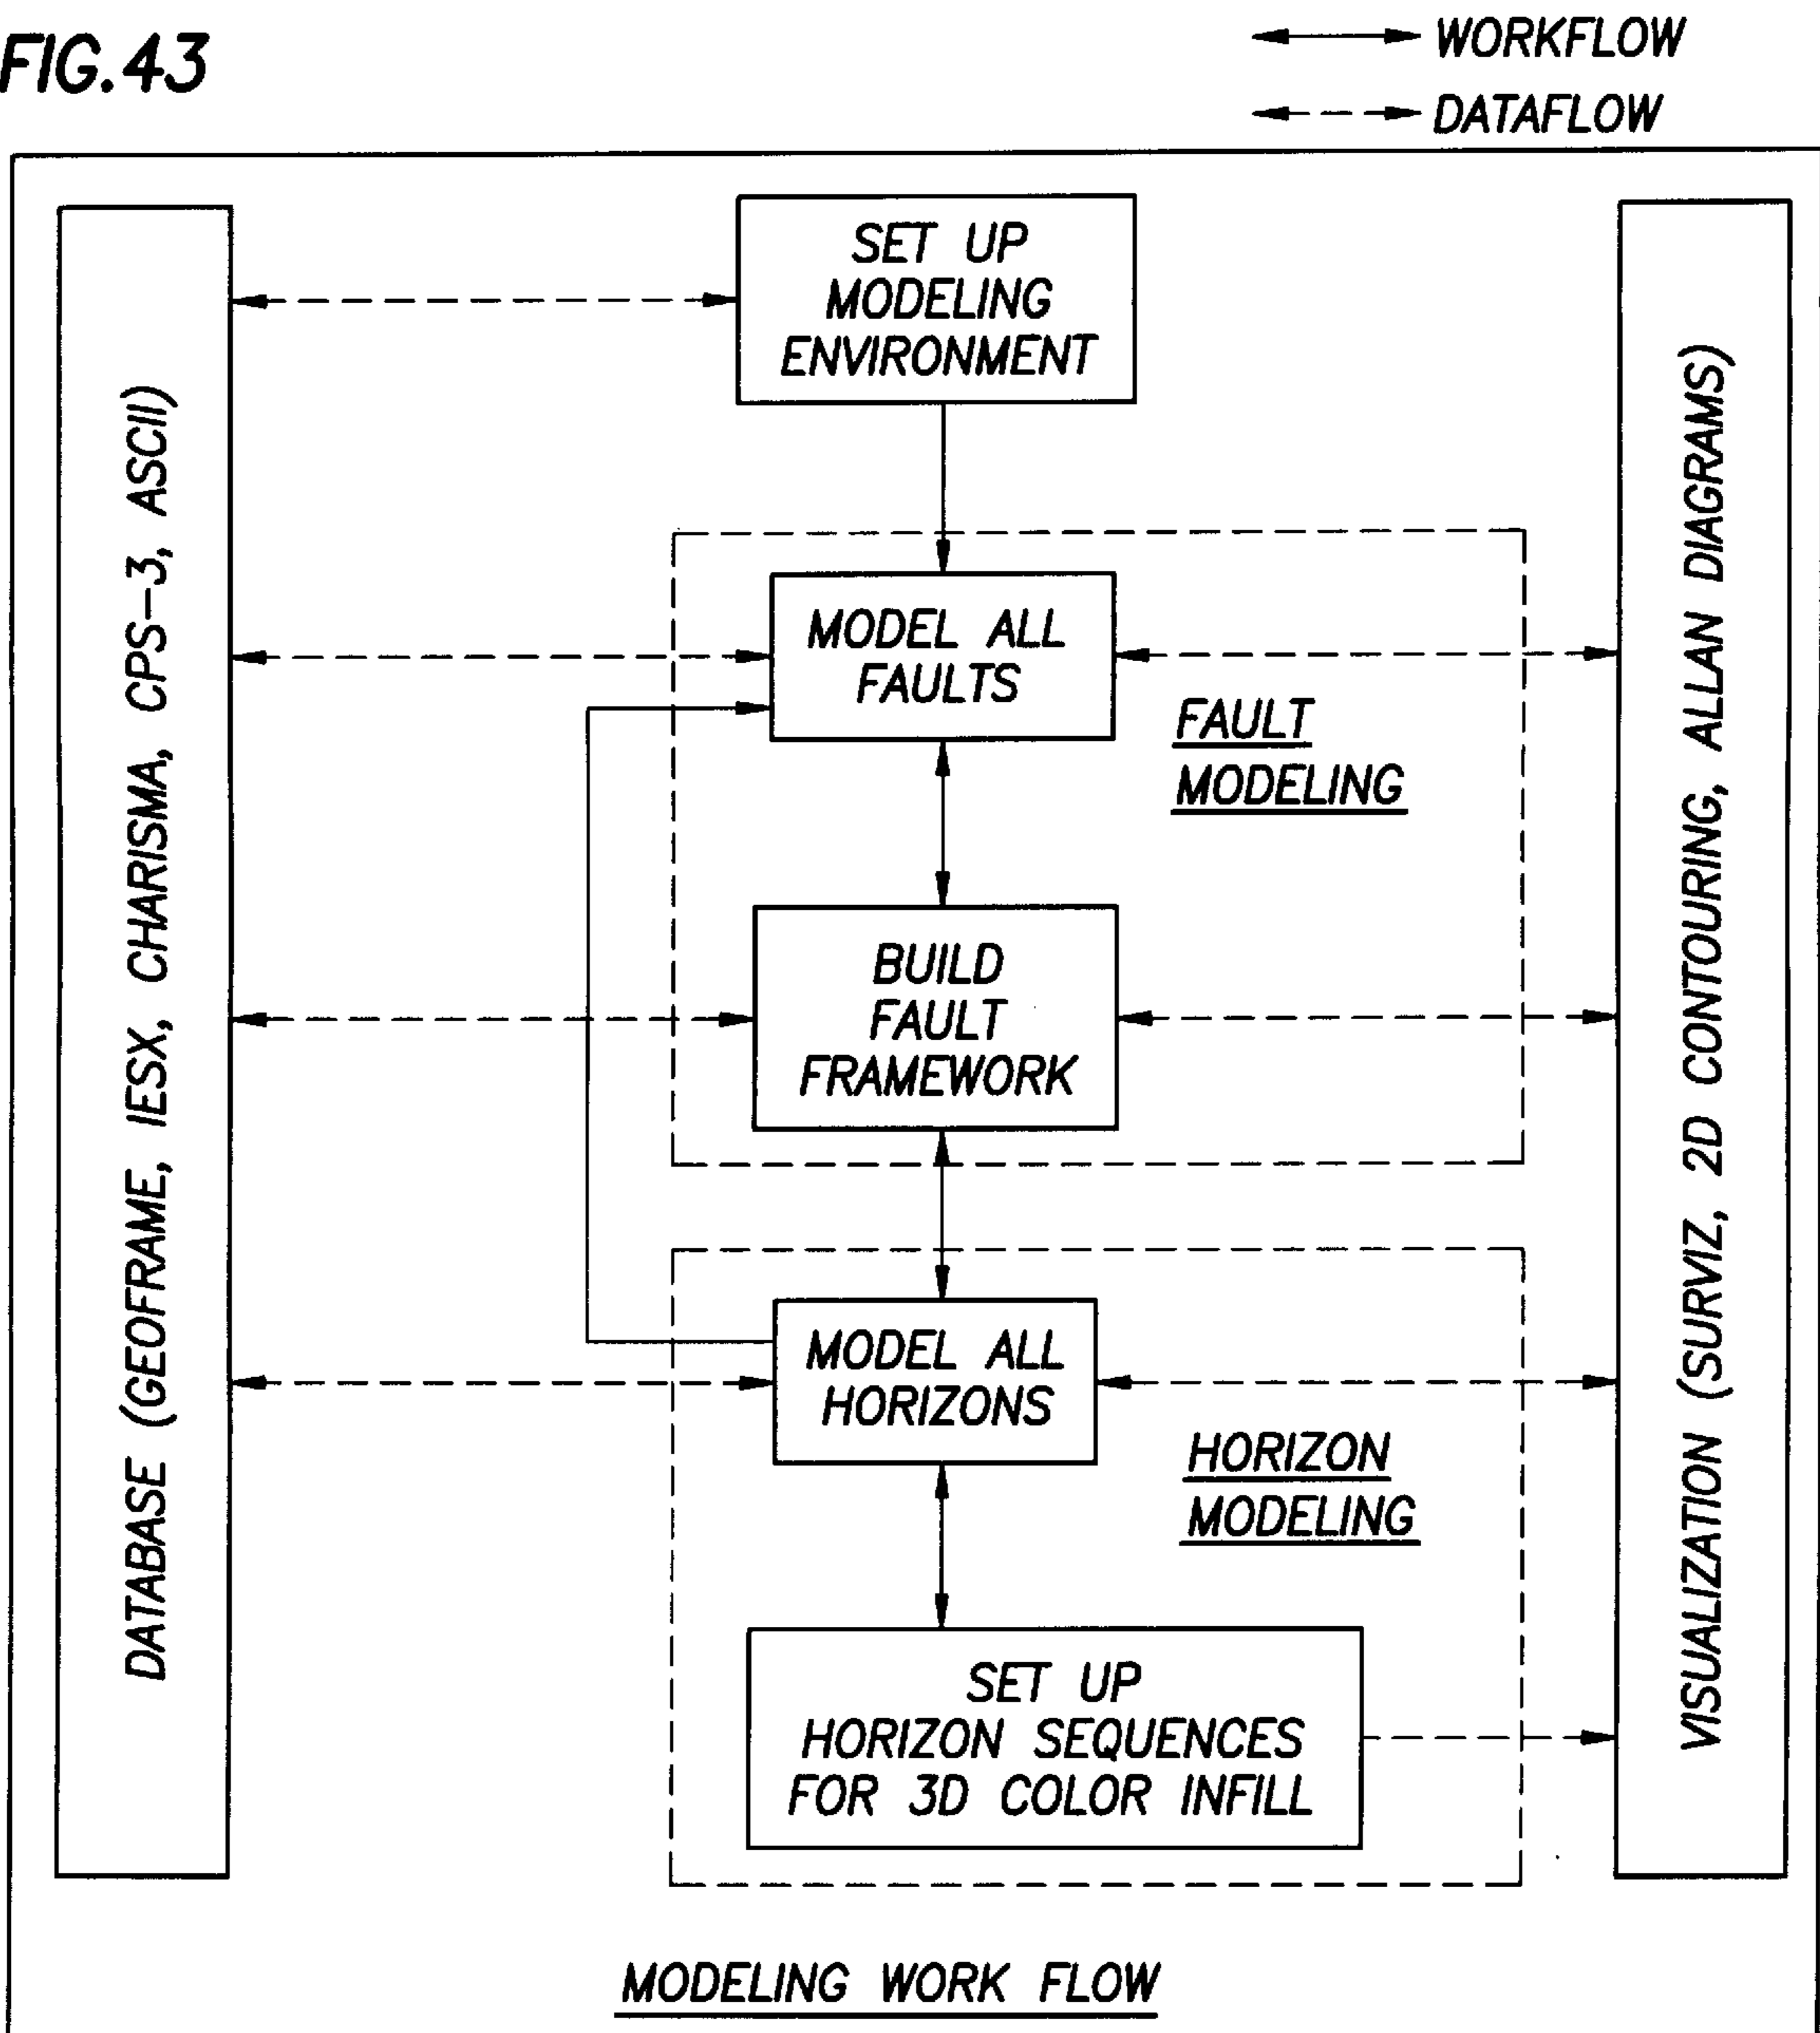 FIG.43
WORKFLOW
DATAFLOW
DATABASE (GEOFRAME, IESX, CHARISMA, CPS-3, ASCII)
SET UP
MODELING
ENVIRONMENT
MODEL ALL
FAULTS
FAULT
MODELING
BUILD
FAULT
FRAMEWORK
MODEL ALL
HORIZONS
HORIZON
MODELING
SET UP
HORIZON SEQUENCES
FOR 3D COLOR INFILL
VISUALIZATION (SURVIZ, 2D CONTOURING, ALLAN DIAGRAMS)
MODELING WORK FLOW